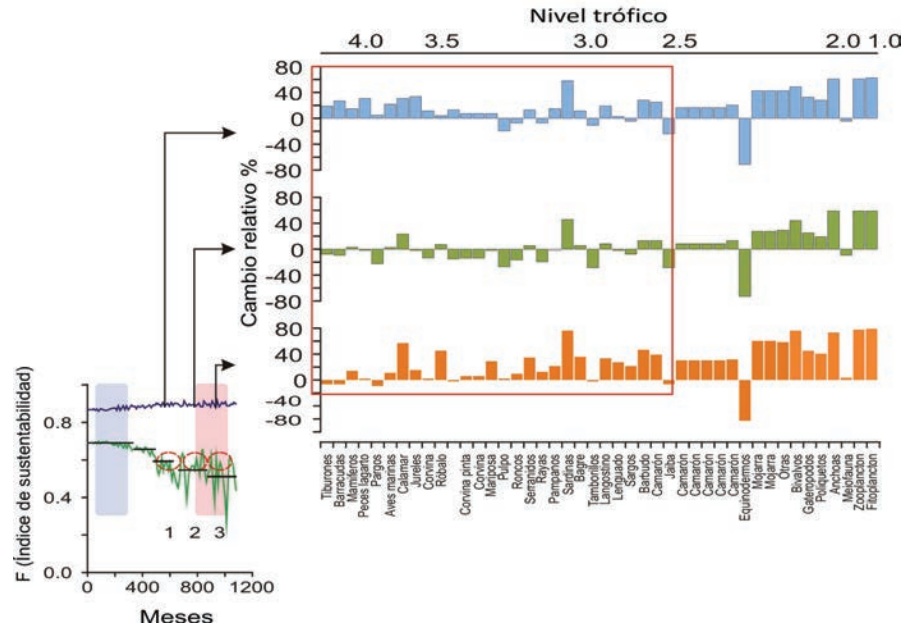 Nivel trófico
4.0 3.5 3.0 2.5 2.0 1.0
Cambio relativo %
80
40
0
-40
-80
80
40
0
-40
-80
80
40
0
-40
-80
Tiburones
Barracudas
Mamíferos
Peces lagarto
Pargos
Aves marinas
Calamar
Jureles
Corvina
Róbalo
Corvina pinta
Corvina
Mariposa
Pulpo
Roncos
Serranidos
Rayas
Pampanos
Sardinas
Bagre
Tamborilos
Langostino
Lenguado
Sargos
Batbudo
Camarón
Jaiba
Camarón
Camarón
Camarón
Camarón
Camarón
Equinodermos
Mojarra
Mojarra
Otras
Bivalvos
Gateropodos
Poliquetos
Anchoas
Meiofauna
Zooplancton
Fitoplancton
F (Índice de sustentabilidad)
0.8
0.4
0.0
1 2 3
0 400 800 1200
Meses